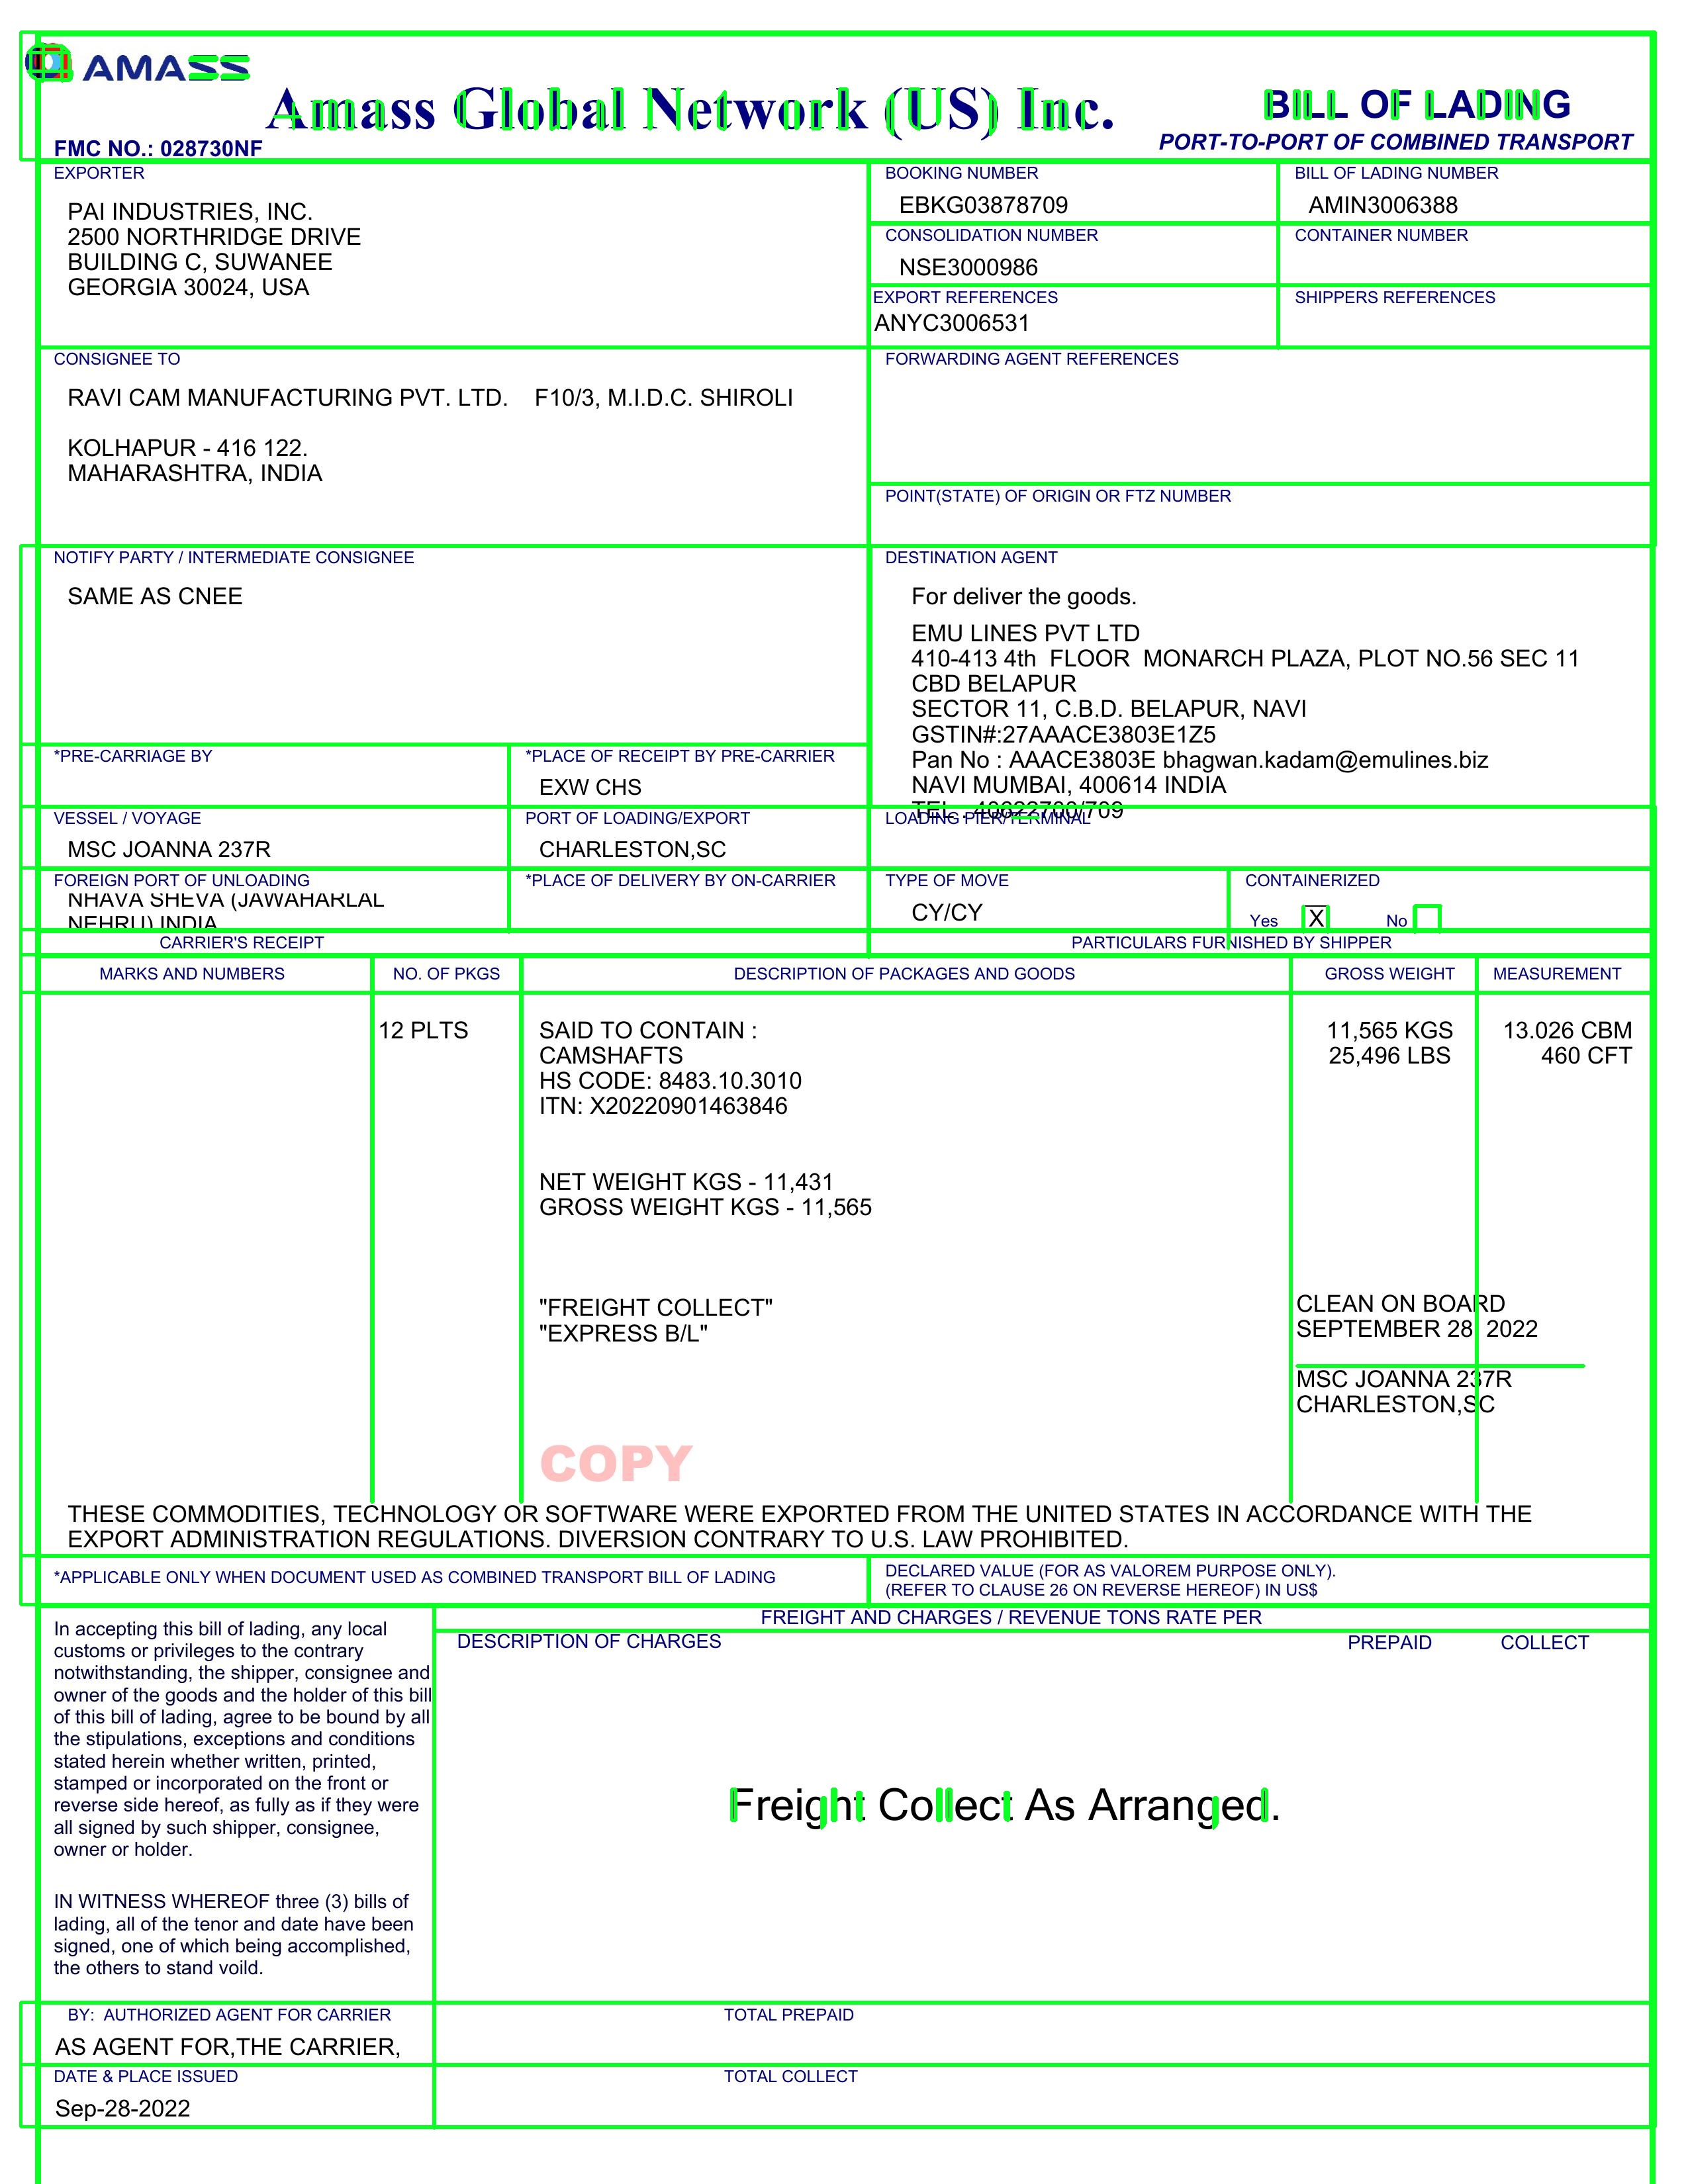 AMASS
Amass Global Network (US) Inc.
BILL OF LADING
PORT-TO-PORT OF COMBINED TRANSPORT
FMC NO.: 028730NF
EXPORTER
PAI INDUSTRIES, INC.
2500 NORTHRIDGE DRIVE
BUILDING C, SUWANEE
GEORGIA 30024, USA
BOOKING NUMBER
EBKG03878709
BILL OF LADING NUMBER
AMIN3006388
CONSOLIDATION NUMBER
NSE3000986
CONTAINER NUMBER
EXPORT REFERENCES
ANYC3006531
SHIPPERS REFERENCES
CONSIGNEE TO
RAVI CAM MANUFACTURING PVT. LTD. F10/3, M.I.D.C. SHIROLI
KOLHAPUR - 416 122.
MAHARASHTRA, INDIA
FORWARDING AGENT REFERENCES
POINT(STATE) OF ORIGIN OR FTZ NUMBER
NOTIFY PARTY / INTERMEDIATE CONSIGNEE
SAME AS CNEE
DESTINATION AGENT
For deliver the goods.
EMU LINES PVT LTD
410-413 4th FLOOR MONARCH PLAZA, PLOT NO.56 SEC 11
CBD BELAPUR
SECTOR 11, C.B.D. BELAPUR, NAVI
GSTIN#:27AAACE3803E1Z5
Pan No : AAACE3803E bhagwan.kadam@emulines.biz
NAVI MUMBAI, 400614 INDIA
TEL : 40622700/709
*PRE-CARRIAGE BY
*PLACE OF RECEIPT BY PRE-CARRIER
EXW CHS
VESSEL / VOYAGE
MSC JOANNA 237R
PORT OF LOADING/EXPORT
CHARLESTON,SC
LOADING PIER/TERMINAL
FOREIGN PORT OF UNLOADING
NHAVA SHEVA (JAWAHARLAL
NEHRU) INDIA
*PLACE OF DELIVERY BY ON-CARRIER
TYPE OF MOVE
CY/CY
CONTAINERIZED
Yes X No
CARRIER'S RECEIPT
PARTICULARS FURNISHED BY SHIPPER
MARKS AND NUMBERS
NO. OF PKGS
DESCRIPTION OF PACKAGES AND GOODS
GROSS WEIGHT
MEASUREMENT
12 PLTS
SAID TO CONTAIN :
CAMSHAFTS
HS CODE: 8483.10.3010
ITN: X20220901463846
11,565 KGS
25,496 LBS
13.026 CBM
460 CFT
NET WEIGHT KGS - 11,431
GROSS WEIGHT KGS - 11,565
"FREIGHT COLLECT"
"EXPRESS B/L"
CLEAN ON BOARD
SEPTEMBER 28 2022
MSC JOANNA 237R
CHARLESTON,SC
COPY
THESE COMMODITIES, TECHNOLOGY OR SOFTWARE WERE EXPORTED FROM THE UNITED STATES IN ACCORDANCE WITH THE
EXPORT ADMINISTRATION REGULATIONS. DIVERSION CONTRARY TO U.S. LAW PROHIBITED.
*APPLICABLE ONLY WHEN DOCUMENT USED AS COMBINED TRANSPORT BILL OF LADING
DECLARED VALUE (FOR AS VALOREM PURPOSE ONLY).
(REFER TO CLAUSE 26 ON REVERSE HEREOF) IN US$
In accepting this bill of lading, any local
customs or privileges to the contrary
notwithstanding, the shipper, consignee and
owner of the goods and the holder of this bill
of this bill of lading, agree to be bound by all
the stipulations, exceptions and conditions
stated herein whether written, printed,
stamped or incorporated on the front or
reverse side hereof, as fully as if they were
all signed by such shipper, consignee,
owner or holder.
IN WITNESS WHEREOF three (3) bills of
lading, all of the tenor and date have been
signed, one of which being accomplished,
the others to stand voild.
FREIGHT AND CHARGES / REVENUE TONS RATE PER
DESCRIPTION OF CHARGES
PREPAID
COLLECT
Freight Collect As Arranged.
BY: AUTHORIZED AGENT FOR CARRIER
AS AGENT FOR,THE CARRIER,
TOTAL PREPAID
DATE & PLACE ISSUED
Sep-28-2022
TOTAL COLLECT